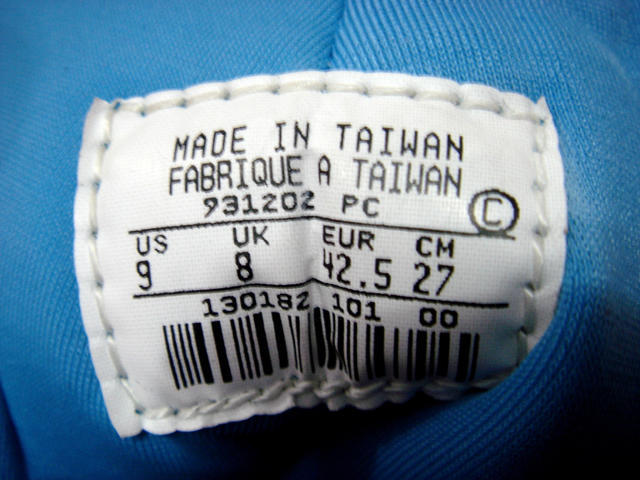 MADE IN TAIWAN
FABRIQUE A TAIWAN
931202 PC Ⓒ
US UK EUR CM
9 8 42.5 27
130182 101 00